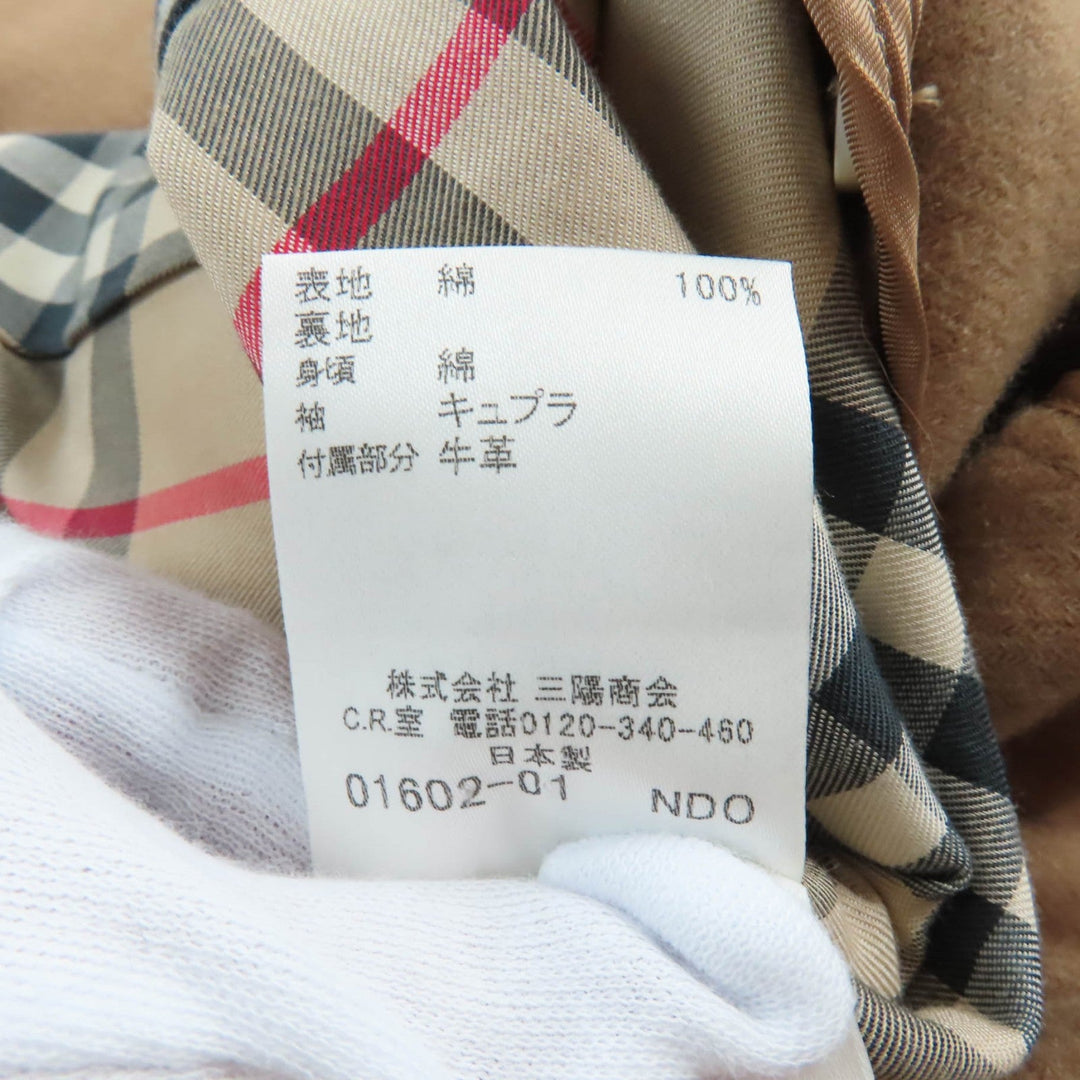 表地 綿 100%
裏地
身頃 綿
袖 キュプラ
付属部分 牛革
株式会社 三陽商会
C.R.室 電話0120-340-460
日本製
01602-01 NDO